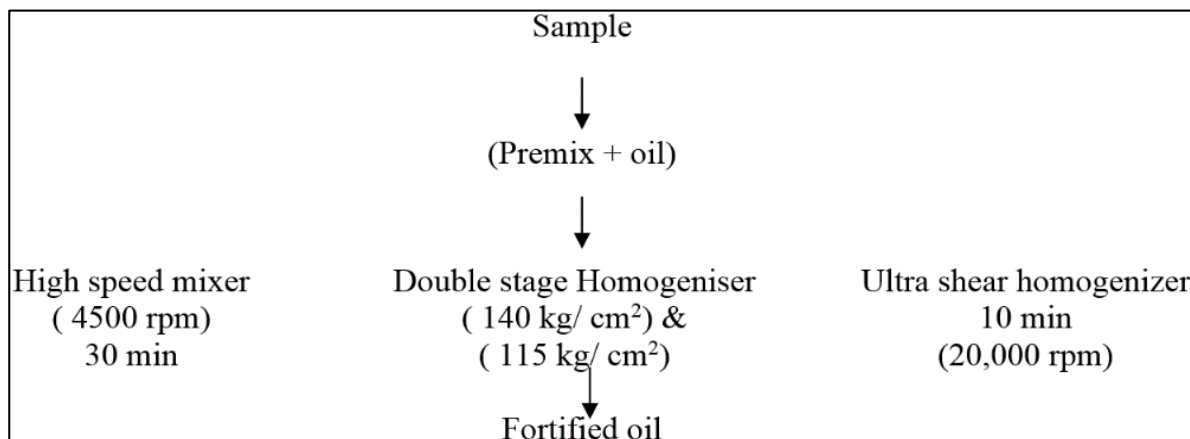 Sample
(Premix + oil)
High speed mixer
( 4500 rpm)
30 min
Double stage Homogeniser
( 140 kg/ cm²) &
( 115 kg/ cm²)
Ultra shear homogenizer
10 min
(20,000 rpm)
Fortified oil